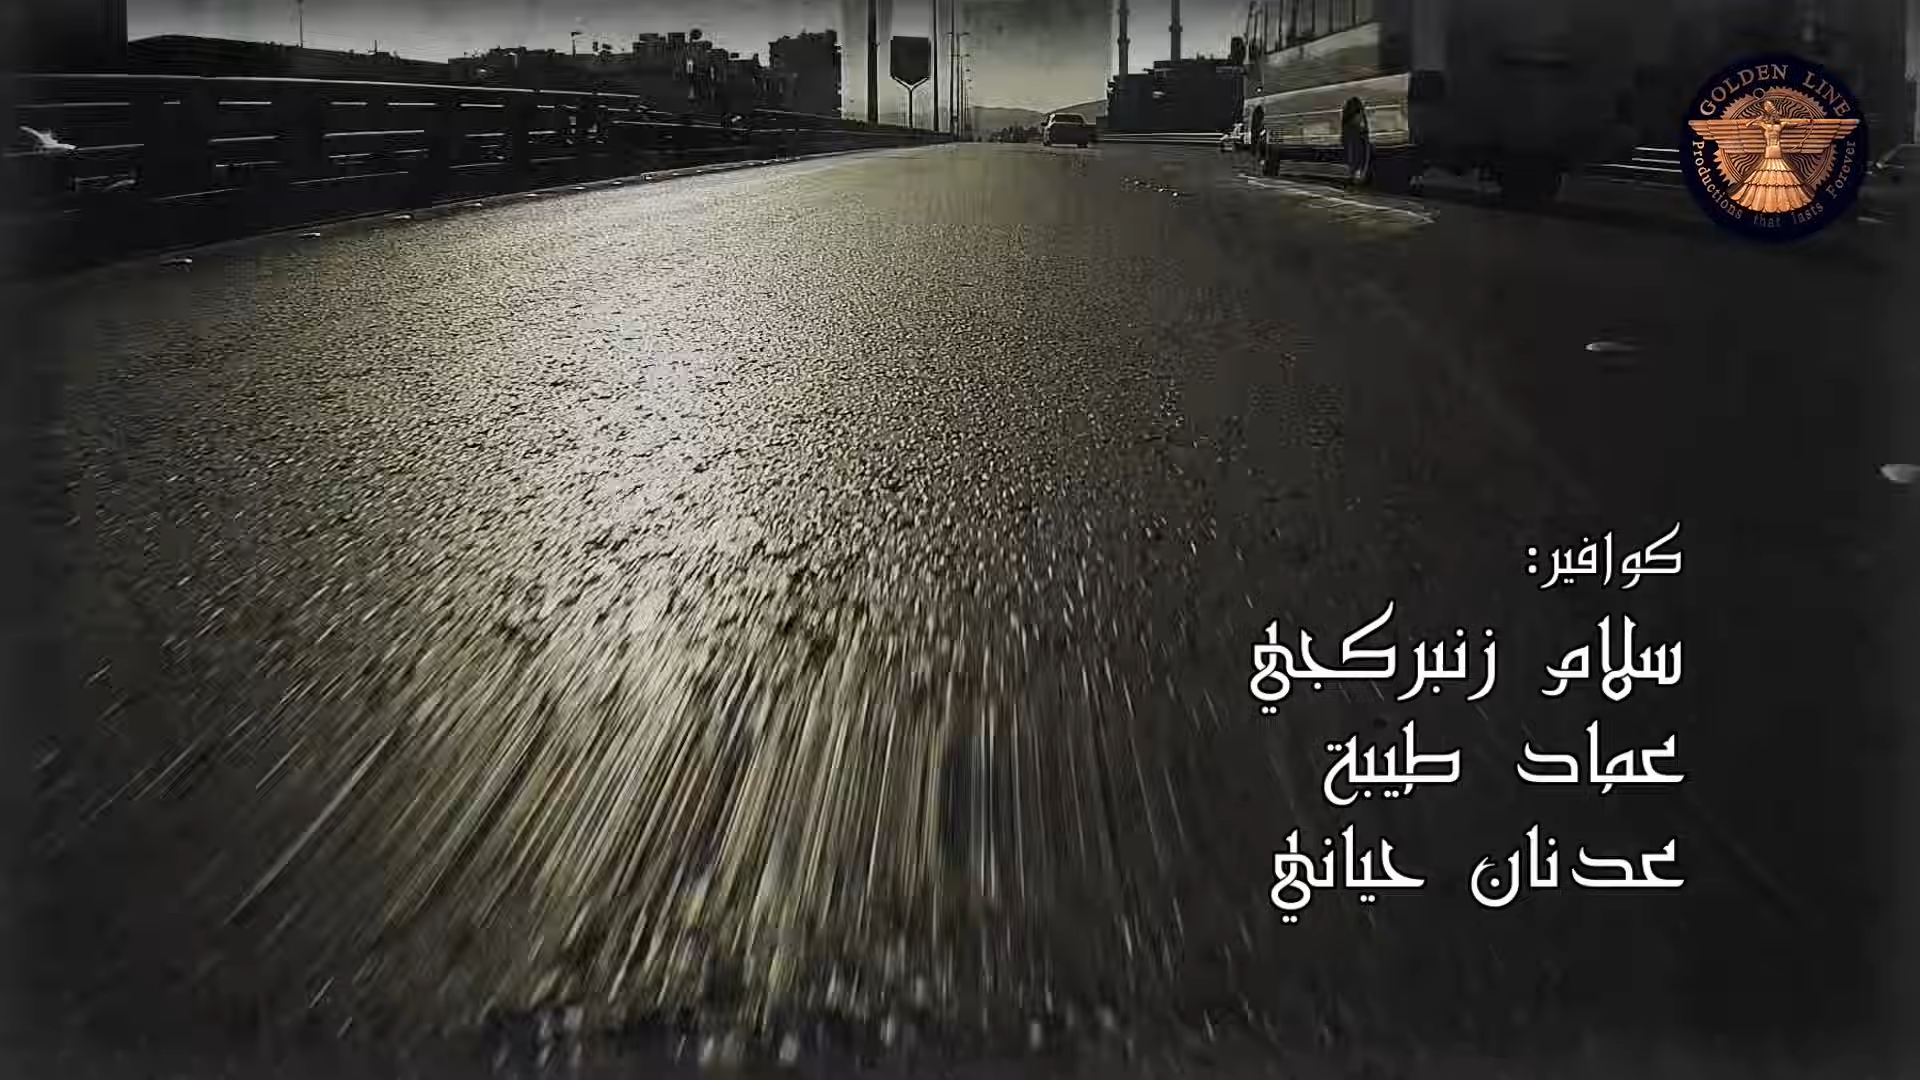 GOLDEN LINE
Productions that lasts Forever
كوافير:
سلام زنبركجي
عماد طيبة
عدنان حياني